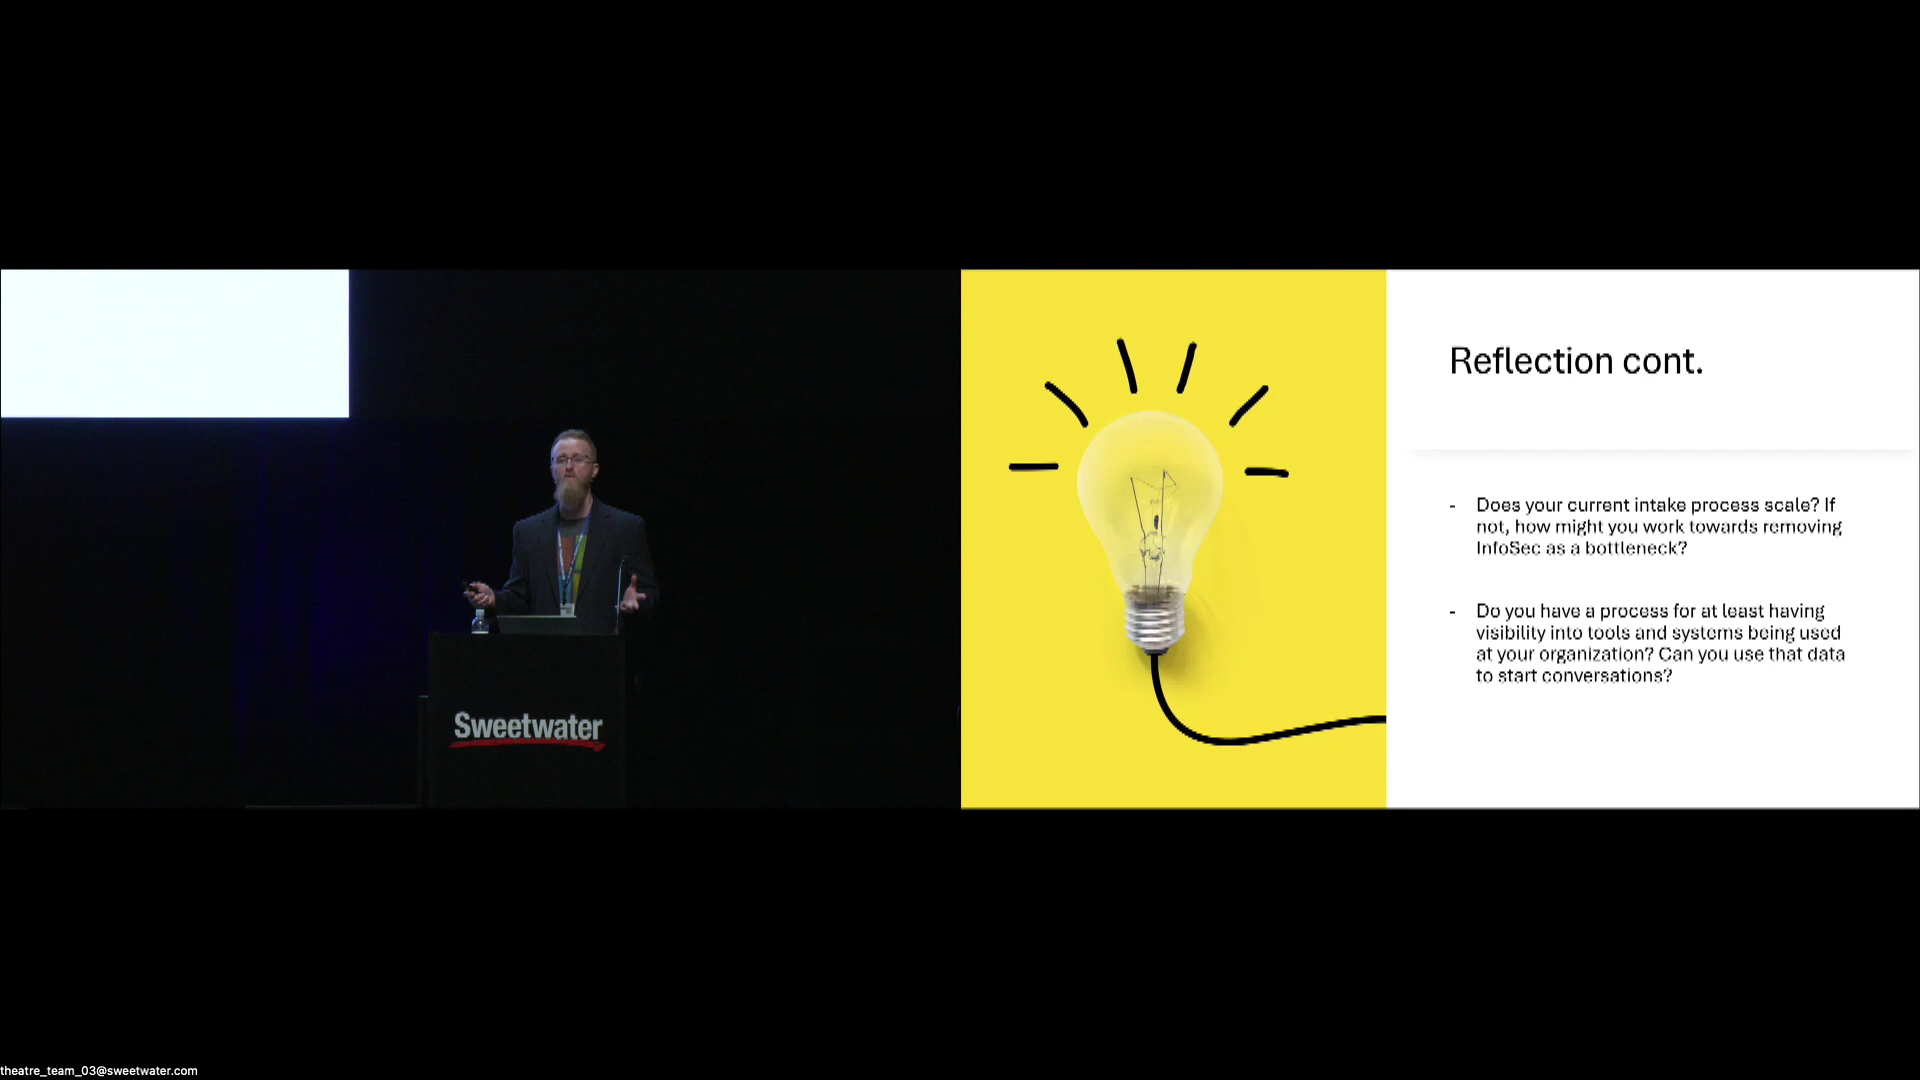 Sweetwater
Reflection cont.
- Does your current intake process scale? If
not, how might you work towards removing
InfoSec as a bottleneck?
- Do you have a process for at least having
visibility into tools and systems being used
at your organization? Can you use that data
to start conversations?
theatre_team_03@sweetwater.com